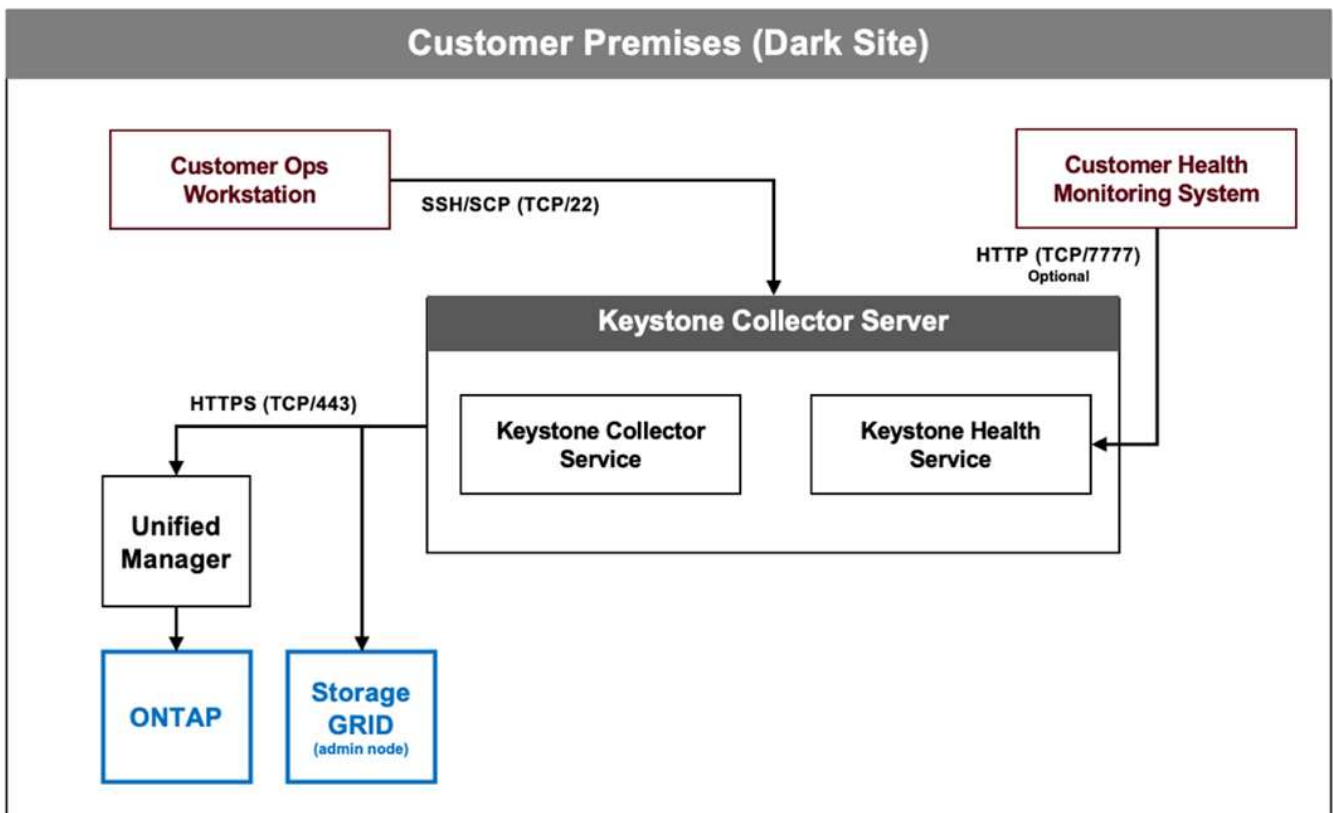 Customer Premises (Dark Site)
Customer Ops
Workstation
SSH/SCP (TCP/22)
Customer Health
Monitoring System
HTTP (TCP/7777)
Optional
Keystone Collector Server
Keystone Collector
Service
Keystone Health
Service
HTTPS (TCP/443)
Unified
Manager
ONTAP
Storage
GRID
(admin node)